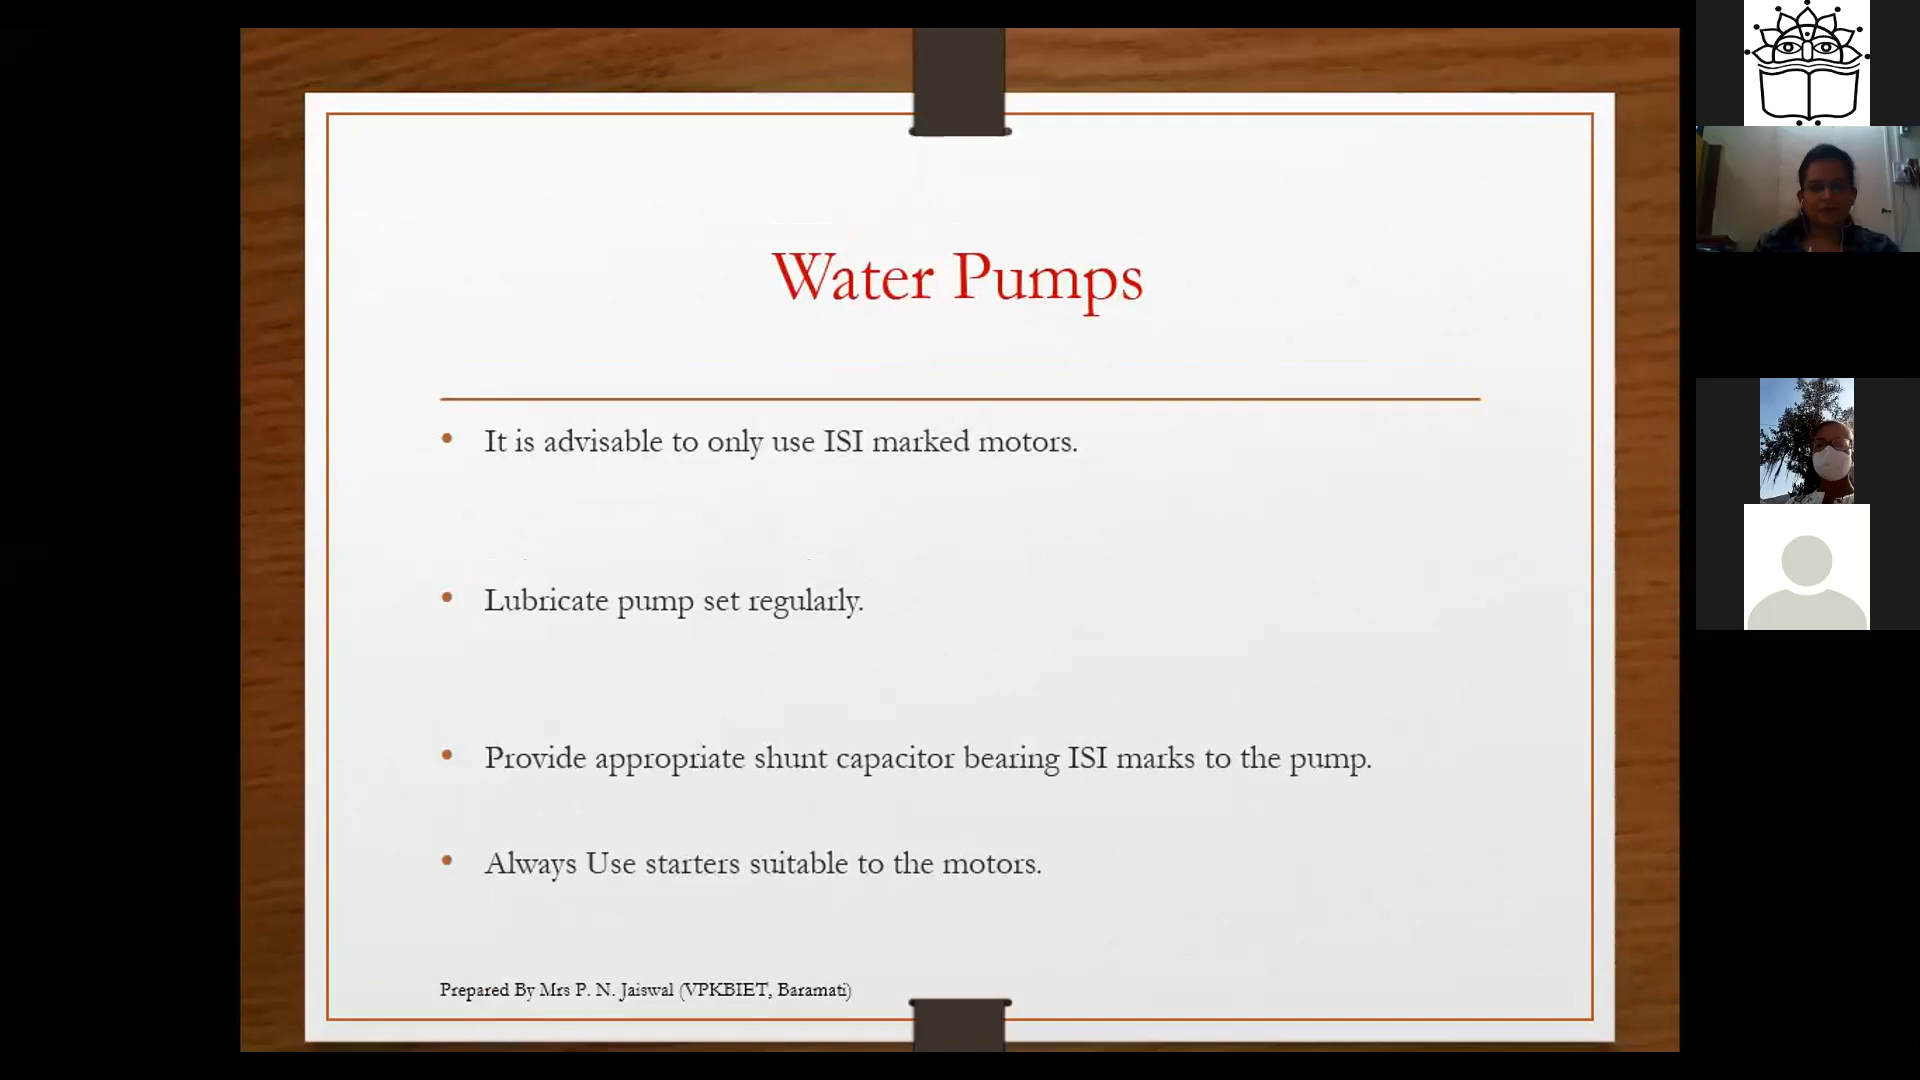 Water Pumps
• It is advisable to only use ISI marked motors.
• Lubricate pump set regularly.
• Provide appropriate shunt capacitor bearing ISI marks to the pump.
• Always Use starters suitable to the motors.
Prepared By Mrs P. N. Jaiswal (VPKBIET, Baramati)